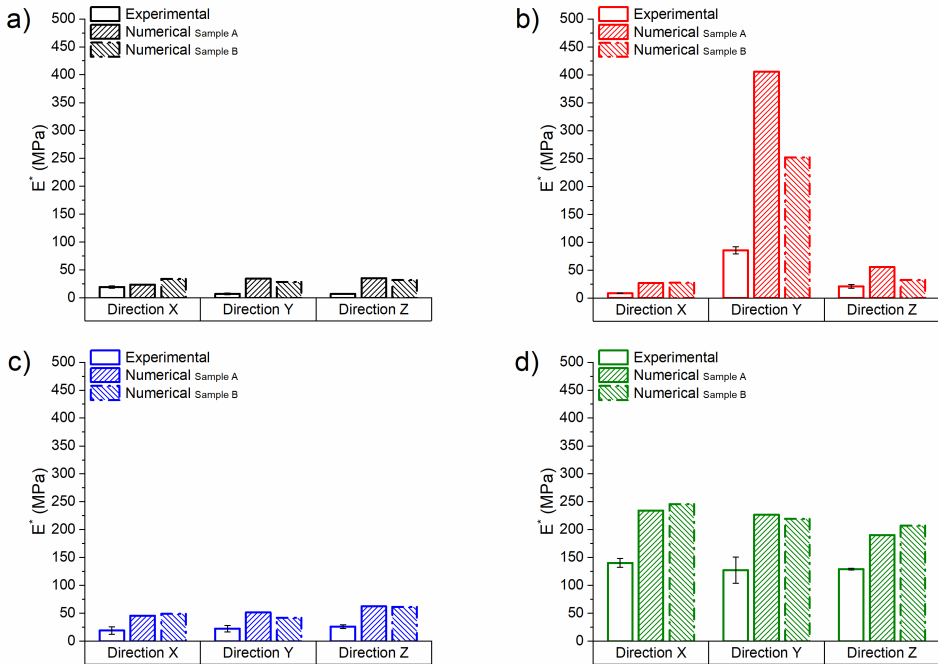 a)
Experimental
Numerical Sample A
Numerical Sample B
E* (MPa)
500
450
400
350
300
250
200
150
100
50
0
Direction X
Direction Y
Direction Z
b)
Experimental
Numerical Sample A
Numerical Sample B
E* (MPa)
500
450
400
350
300
250
200
150
100
50
0
Direction X
Direction Y
Direction Z
c)
Experimental
Numerical Sample A
Numerical Sample B
E* (MPa)
500
450
400
350
300
250
200
150
100
50
0
Direction X
Direction Y
Direction Z
d)
Experimental
Numerical Sample A
Numerical Sample B
E* (MPa)
500
450
400
350
300
250
200
150
100
50
0
Direction X
Direction Y
Direction Z